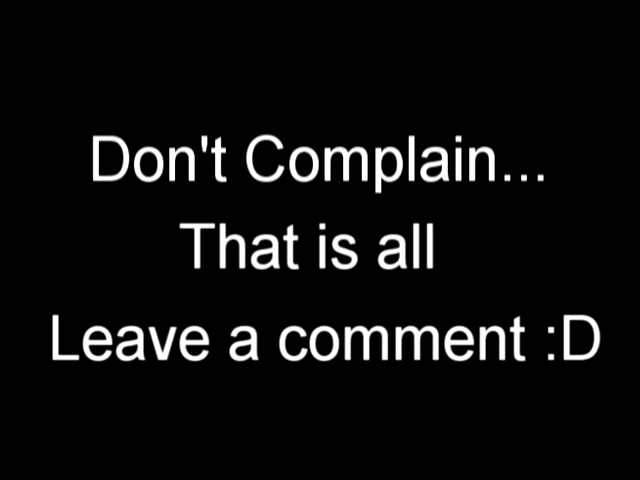 Don't Complain...
That is all
Leave a comment :D